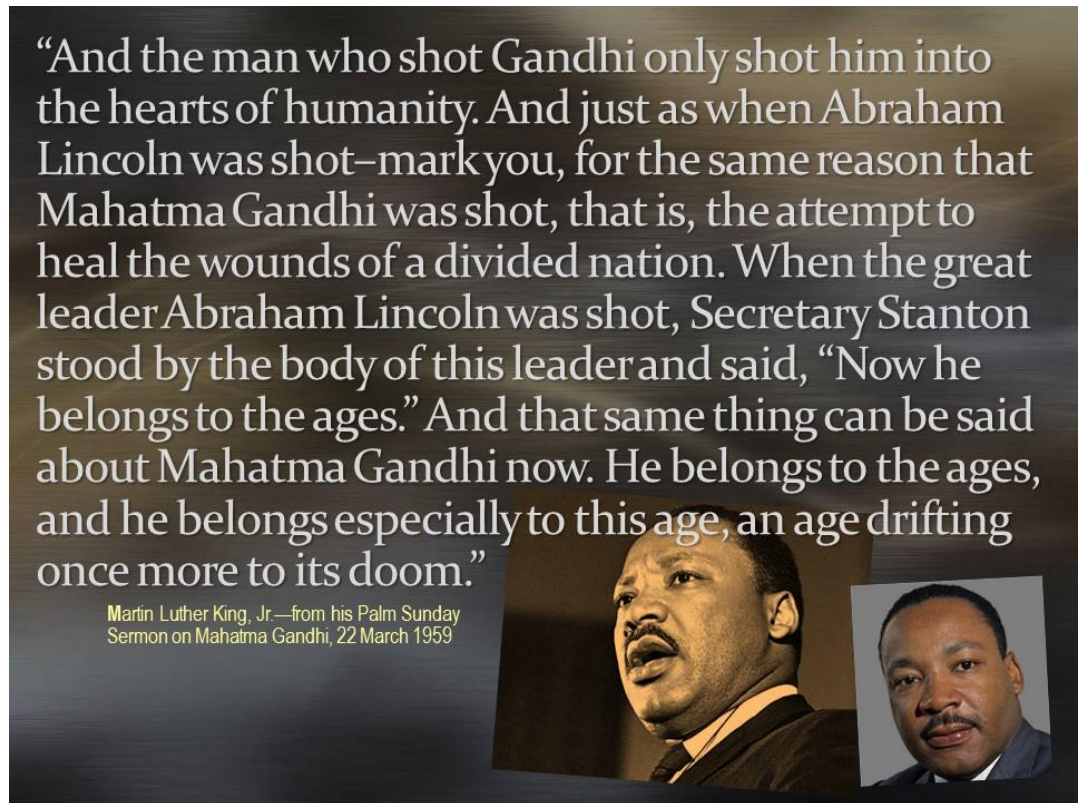 “And the man who shot Gandhi only shot him into
the hearts of humanity. And just as when Abraham
Lincoln was shot–mark you, for the same reason that
Mahatma Gandhi was shot, that is, the attempt to
heal the wounds of a divided nation. When the great
leader Abraham Lincoln was shot, Secretary Stanton
stood by the body of this leader and said, “Now he
belongs to the ages.” And that same thing can be said
about Mahatma Gandhi now. He belongs to the ages,
and he belongs especially to this age, an age drifting
once more to its doom.”
Martin Luther King, Jr.—from his Palm Sunday
Sermon on Mahatma Gandhi, 22 March 1959